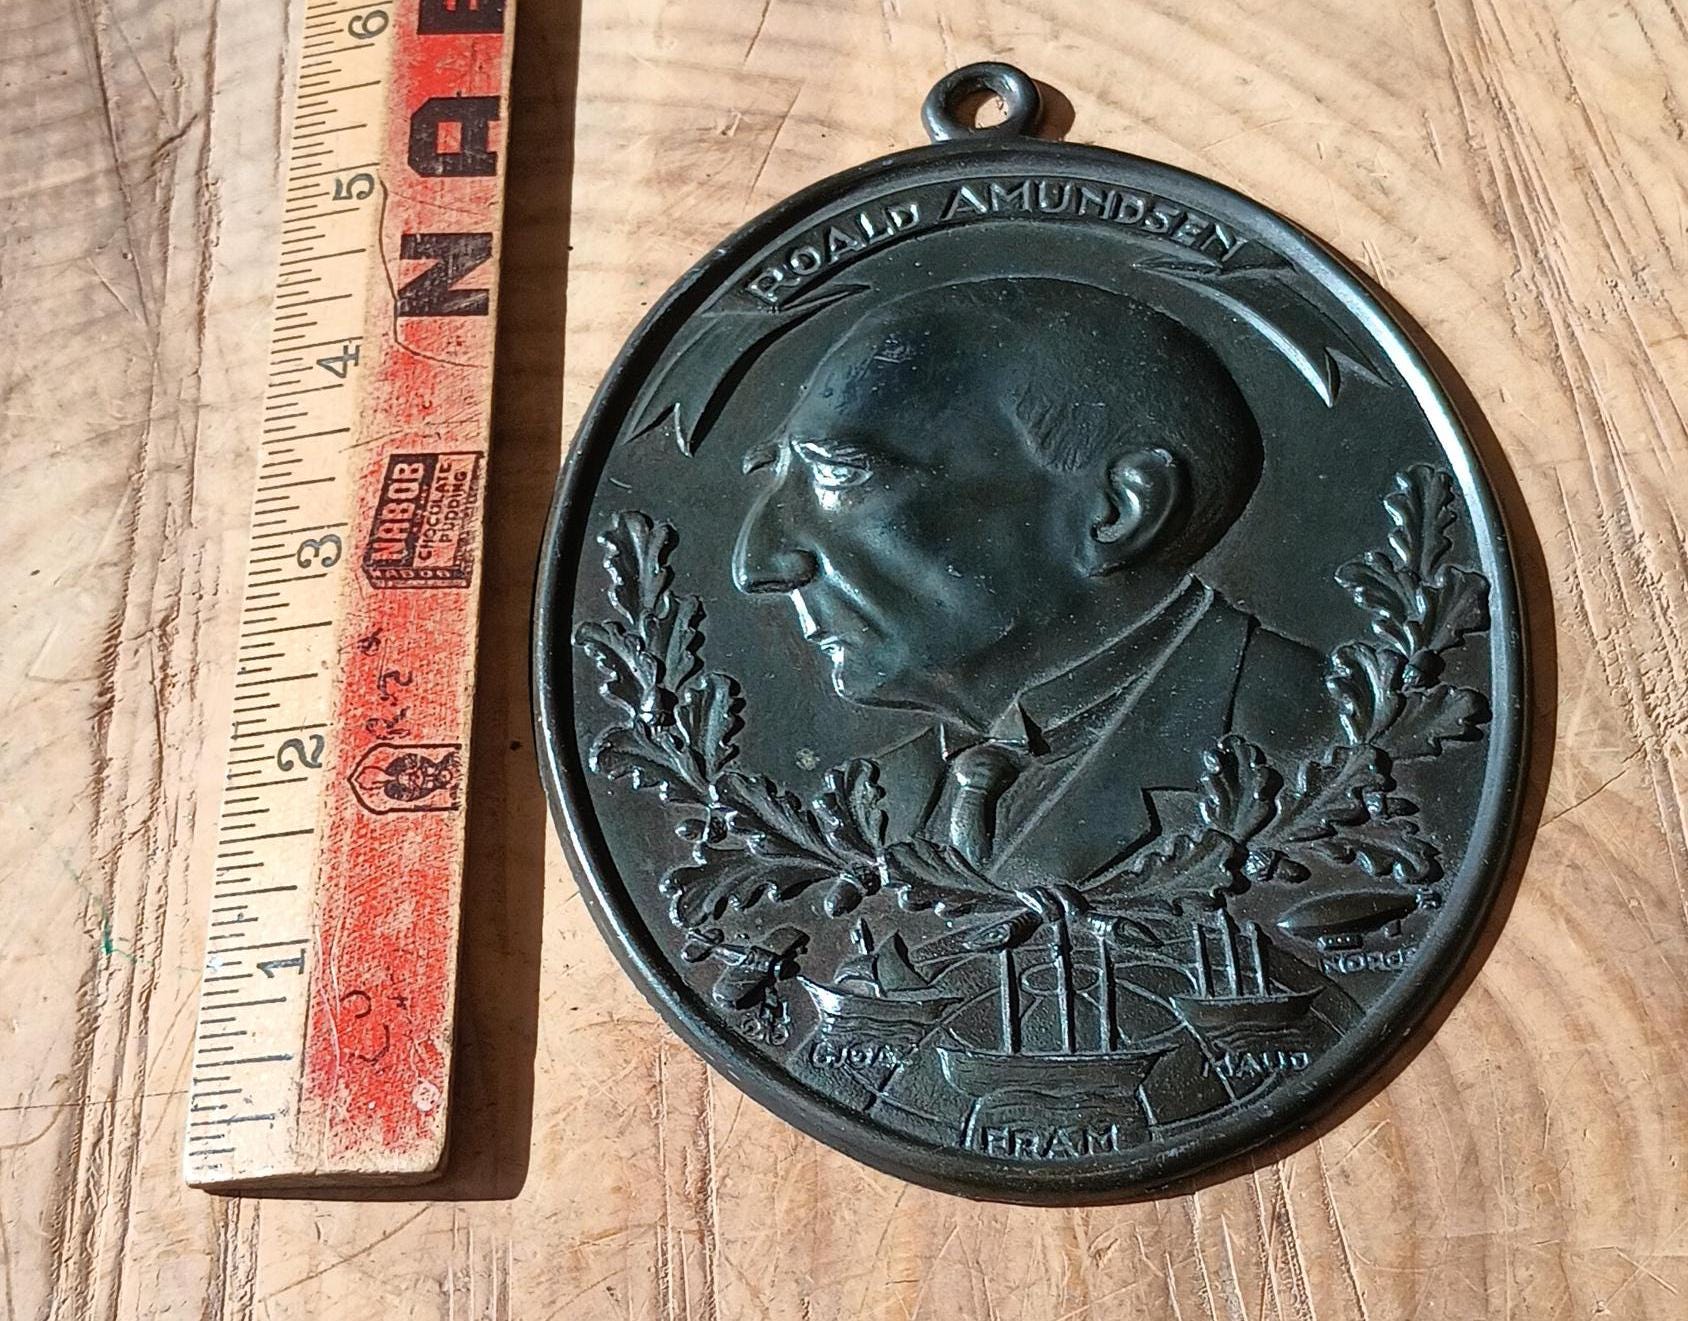 6
5
4
3
2
1
NAB
NABOB
CHOCOLATE
PUDDING
ROALD AMUNDSEN
NORGE
GJØA
MAUD
FRAM